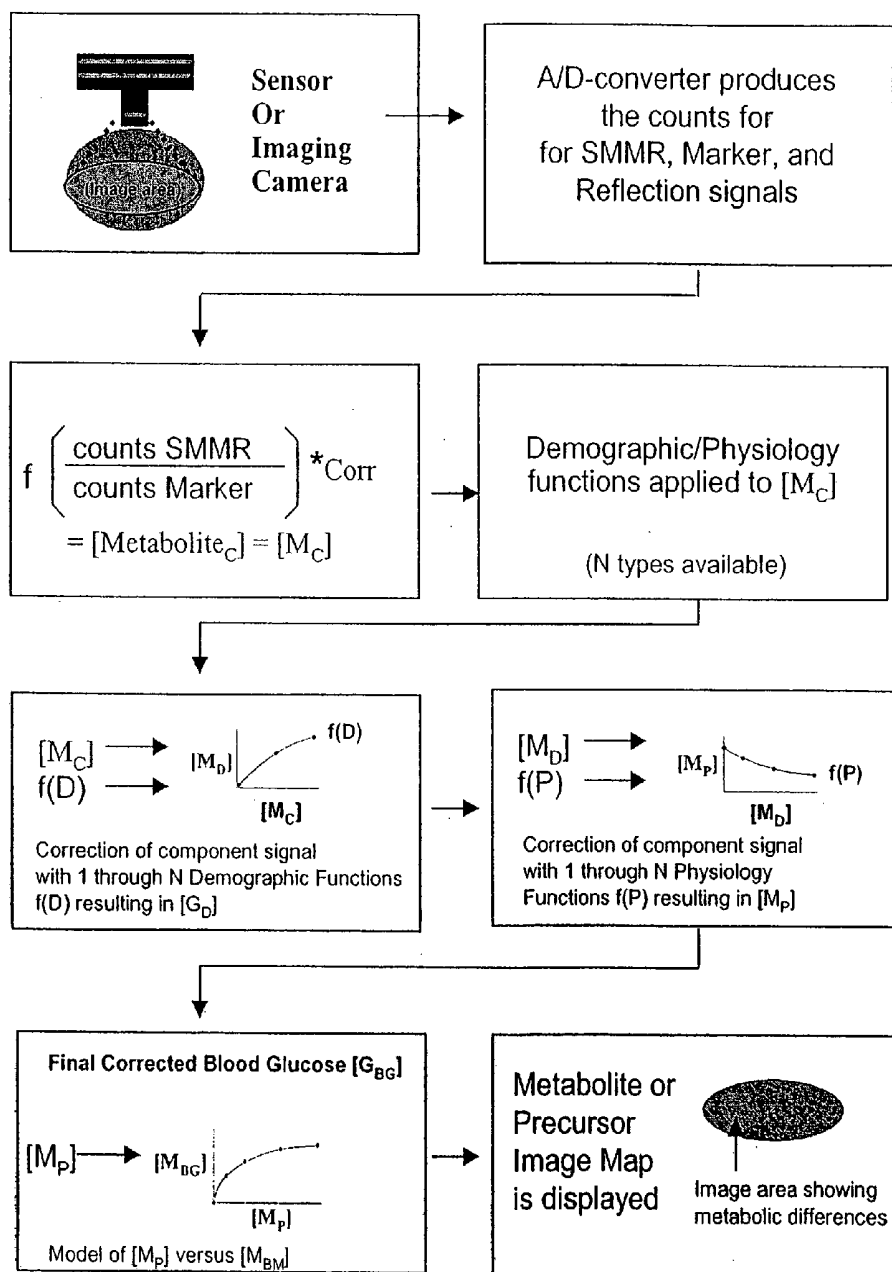 Sensor
Or
Imaging
Camera
(Image area)
A/D-converter produces
the counts for
for SMMR, Marker, and
Reflection signals
f ( counts SMMR / counts Marker ) *Corr
= [Metabolite_C] = [M_C]
Demographic/Physiology
functions applied to [M_C]
(N types available)
[M_C]
f(D)
[M_D]
f(D)
[M_C]
Correction of component signal
with 1 through N Demographic Functions
f(D) resulting in [G_D]
[M_D]
f(P)
[M_P]
f(P)
[M_D]
Correction of component signal
with 1 through N Physiology
Functions f(P) resulting in [M_P]
Final Corrected Blood Glucose [G_BG]
[M_P]
[M_BG]
[M_P]
Model of [M_P] versus [M_BM]
Metabolite or
Precursor
Image Map
is displayed
Image area showing
metabolic differences